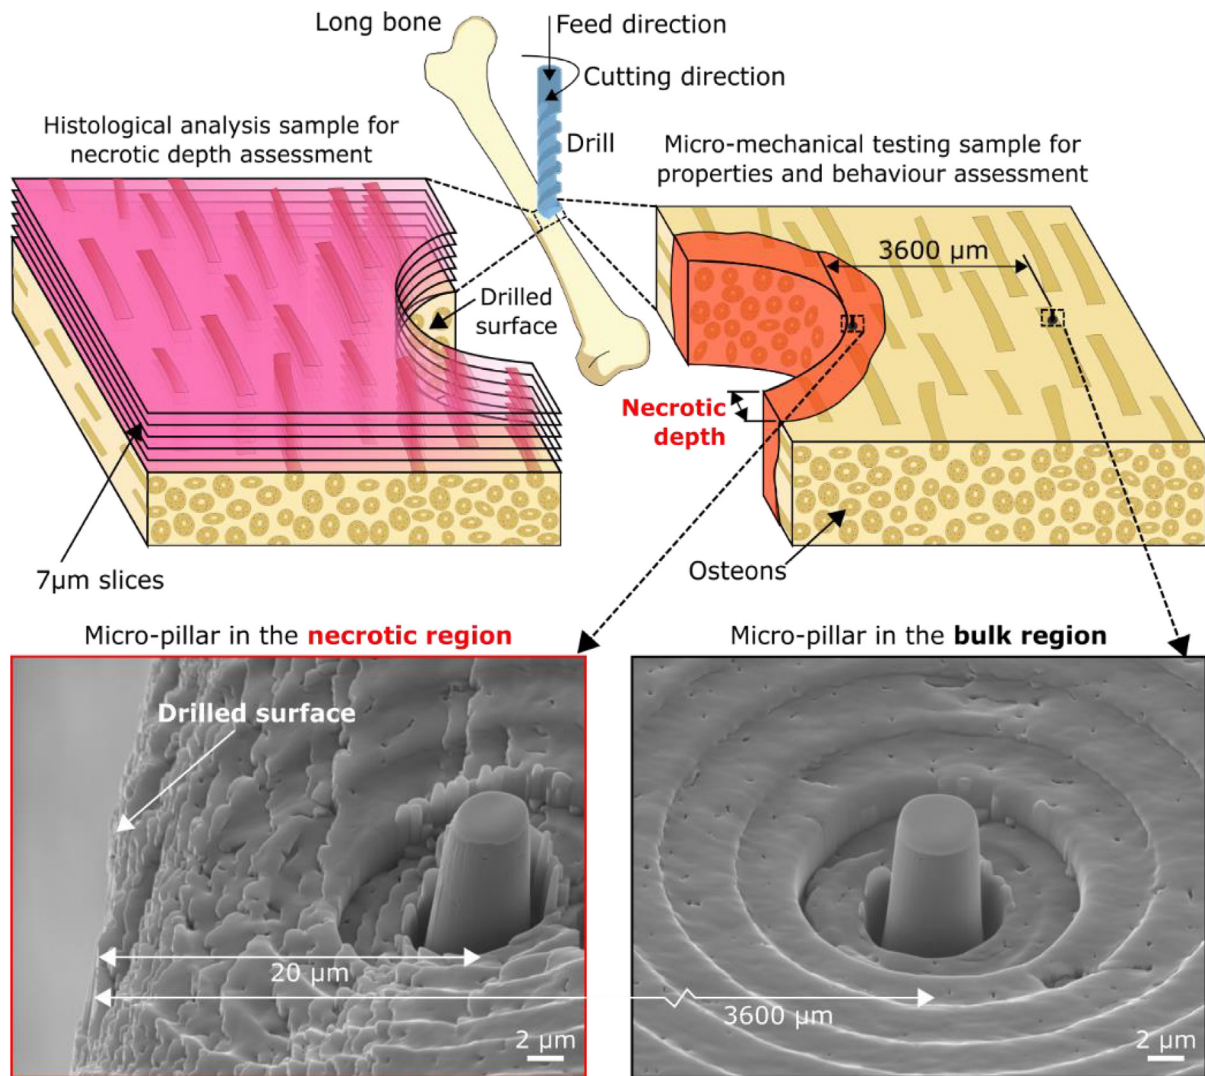 Long bone
Feed direction
Cutting direction
Drill
Histological analysis sample for
necrotic depth assessment
Micro-mechanical testing sample for
properties and behaviour assessment
3600 µm
Drilled
surface
Necrotic
depth
7µm slices
Osteons
Micro-pillar in the necrotic region
Micro-pillar in the bulk region
Drilled surface
20 µm
3600 µm
2 µm
2 µm